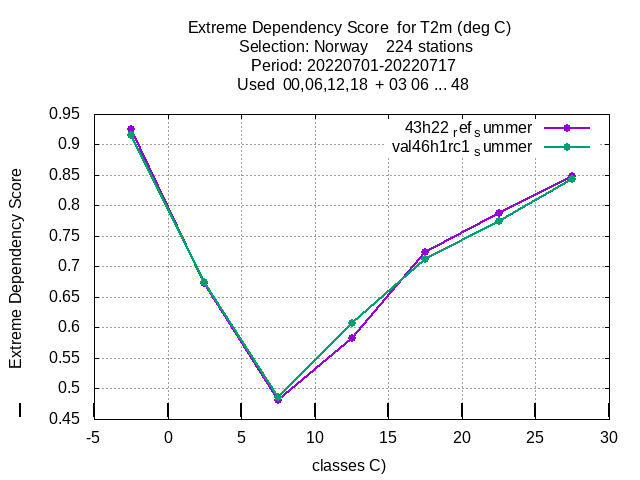 Extreme Dependency Score  for T2m (deg C)
Selection: Norway    224 stations
Period: 20220701-20220717
Used  00,06,12,18  + 03 06 ... 48
43h22 ref summer
val46h1rc1 summer
0.95
0.9
0.85
0.8
0.75
0.7
0.65
0.6
0.55
0.5
0.45
-5
0
5
10
15
20
25
30
Extreme Dependency Score
classes C)